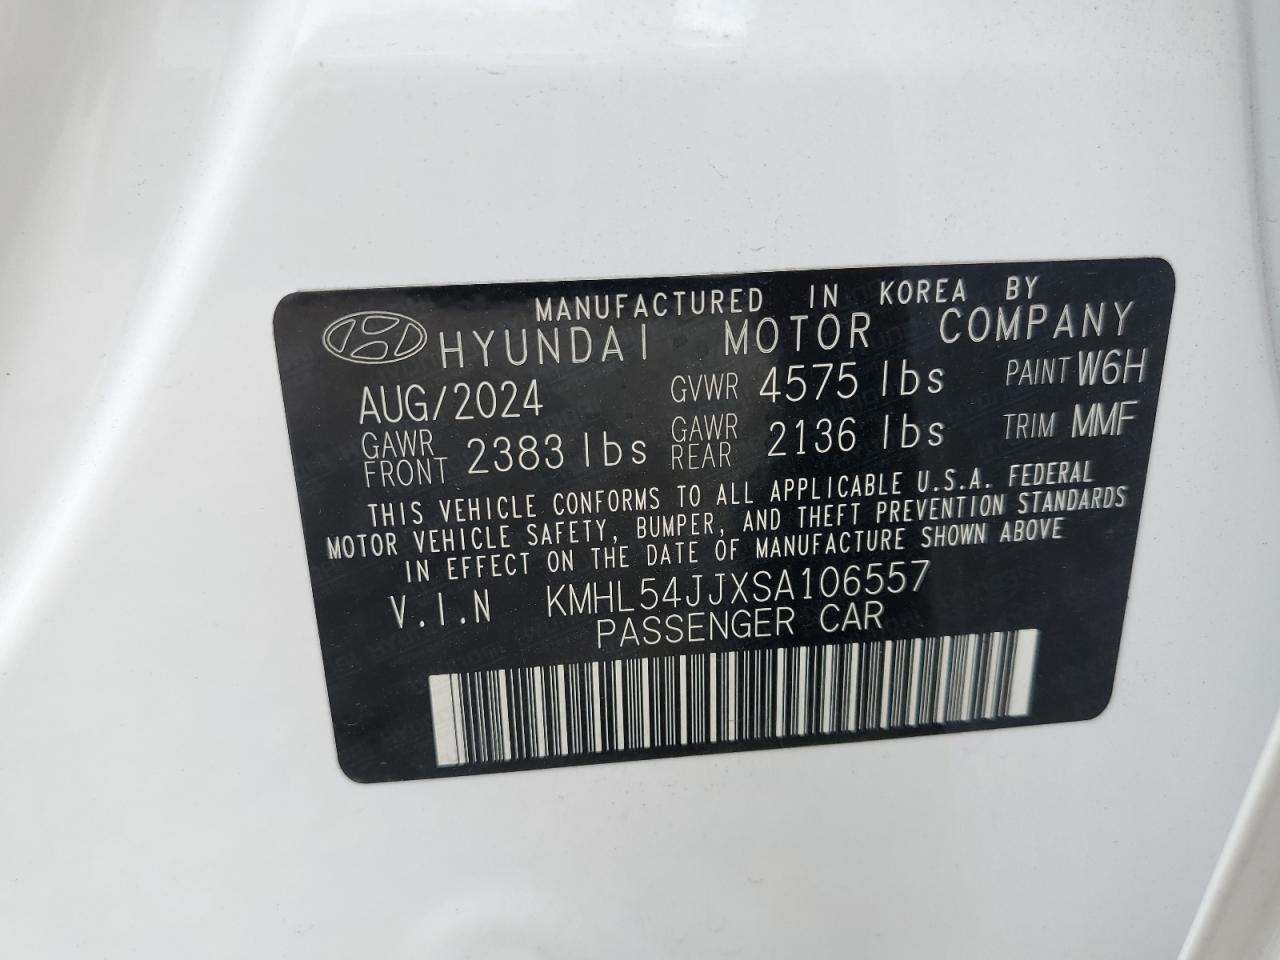 MANUFACTURED IN KOREA BY
HYUNDAI MOTOR COMPANY
AUG/2024 GVWR 4575 lbs PAINT W6H
GAWR FRONT 2383 lbs GAWR REAR 2136 lbs TRIM MMF
THIS VEHICLE CONFORMS TO ALL APPLICABLE U.S.A. FEDERAL
MOTOR VEHICLE SAFETY, BUMPER, AND THEFT PREVENTION STANDARDS
IN EFFECT ON THE DATE OF MANUFACTURE SHOWN ABOVE
V.I.N KMHL54JJXSA106557
PASSENGER CAR